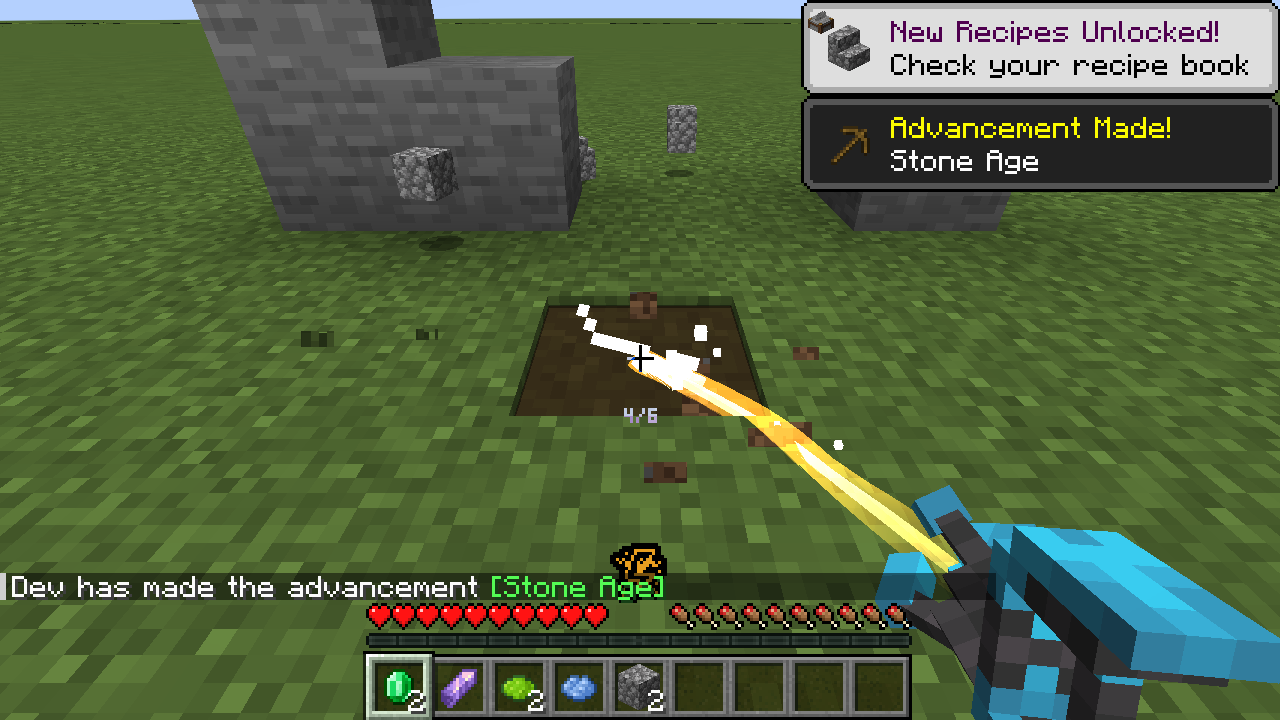 New Recipes Unlocked!
Check your recipe book
Advancement Made!
Stone Age
4/6
Dev has made the advancement [Stone Age]
2
2
2